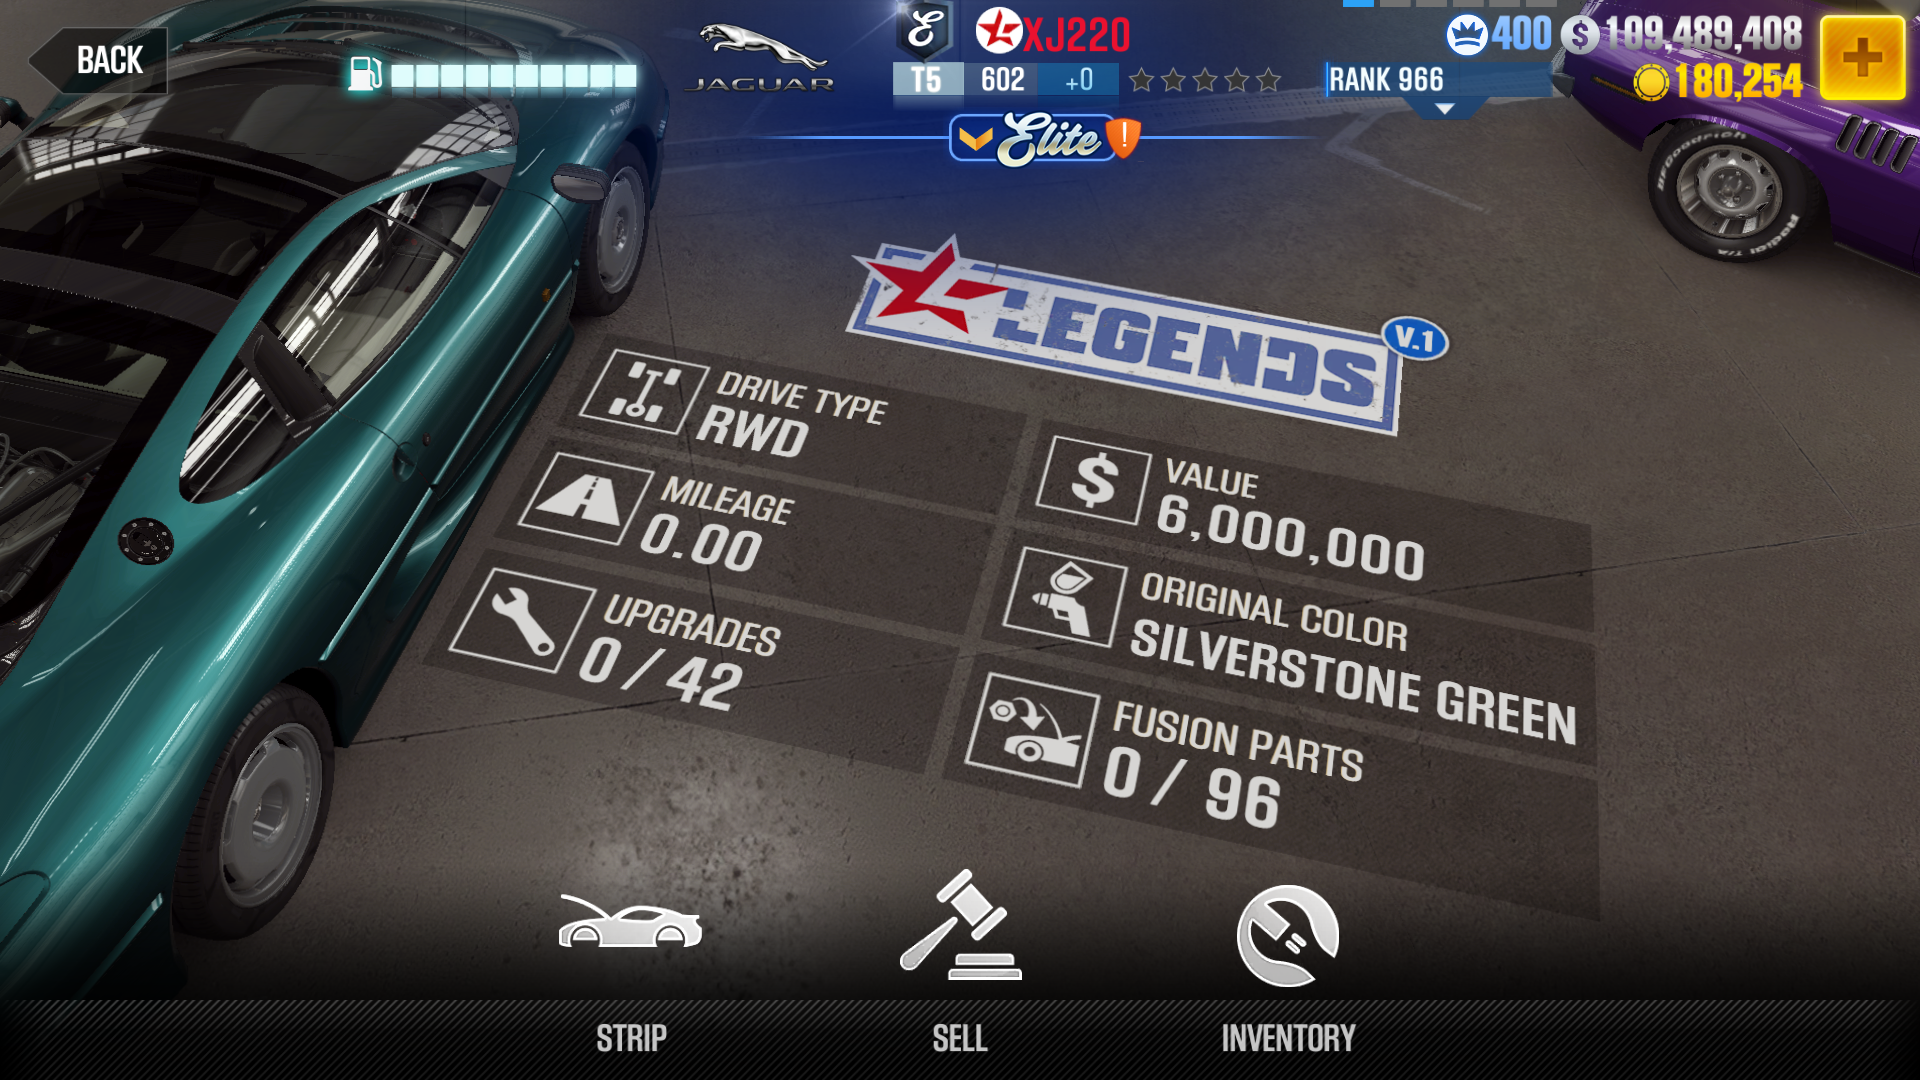 BACK
JAGUAR
XJ220
T5 602 +0
RANK 966
400
109,489,408
180,254
Elite
!
LEGENDS
V.1
DRIVE TYPE
RWD
MILEAGE
0.00
UPGRADES
0 / 42
VALUE
6,000,000
ORIGINAL COLOR
SILVERSTONE GREEN
FUSION PARTS
0 / 96
BFGoodrich
Radial T/A
STRIP
SELL
INVENTORY